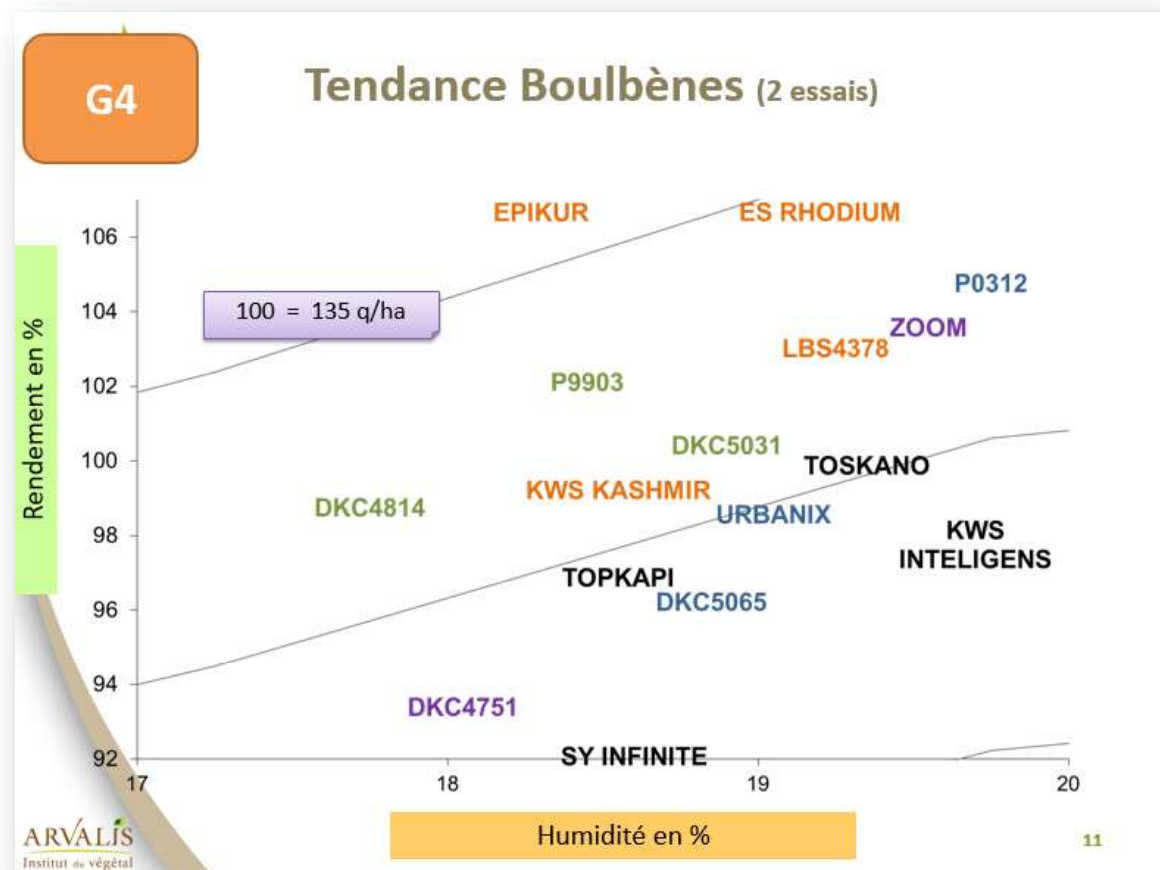 G4
Tendance Boulbènes (2 essais)
Rendement en %
106
104
102
100
98
96
94
92
100 = 135 q/ha
EPIKUR
ES RHODIUM
P0312
ZOOM
LBS4378
P9903
DKC5031
TOSKANO
KWS KASHMIR
DKC4814
URBANIX
KWS
INTELIGENS
TOPKAPI
DKC5065
DKC4751
SY INFINITE
17
18
19
20
Humidité en %
ARVALIS
Institut du végétal
11